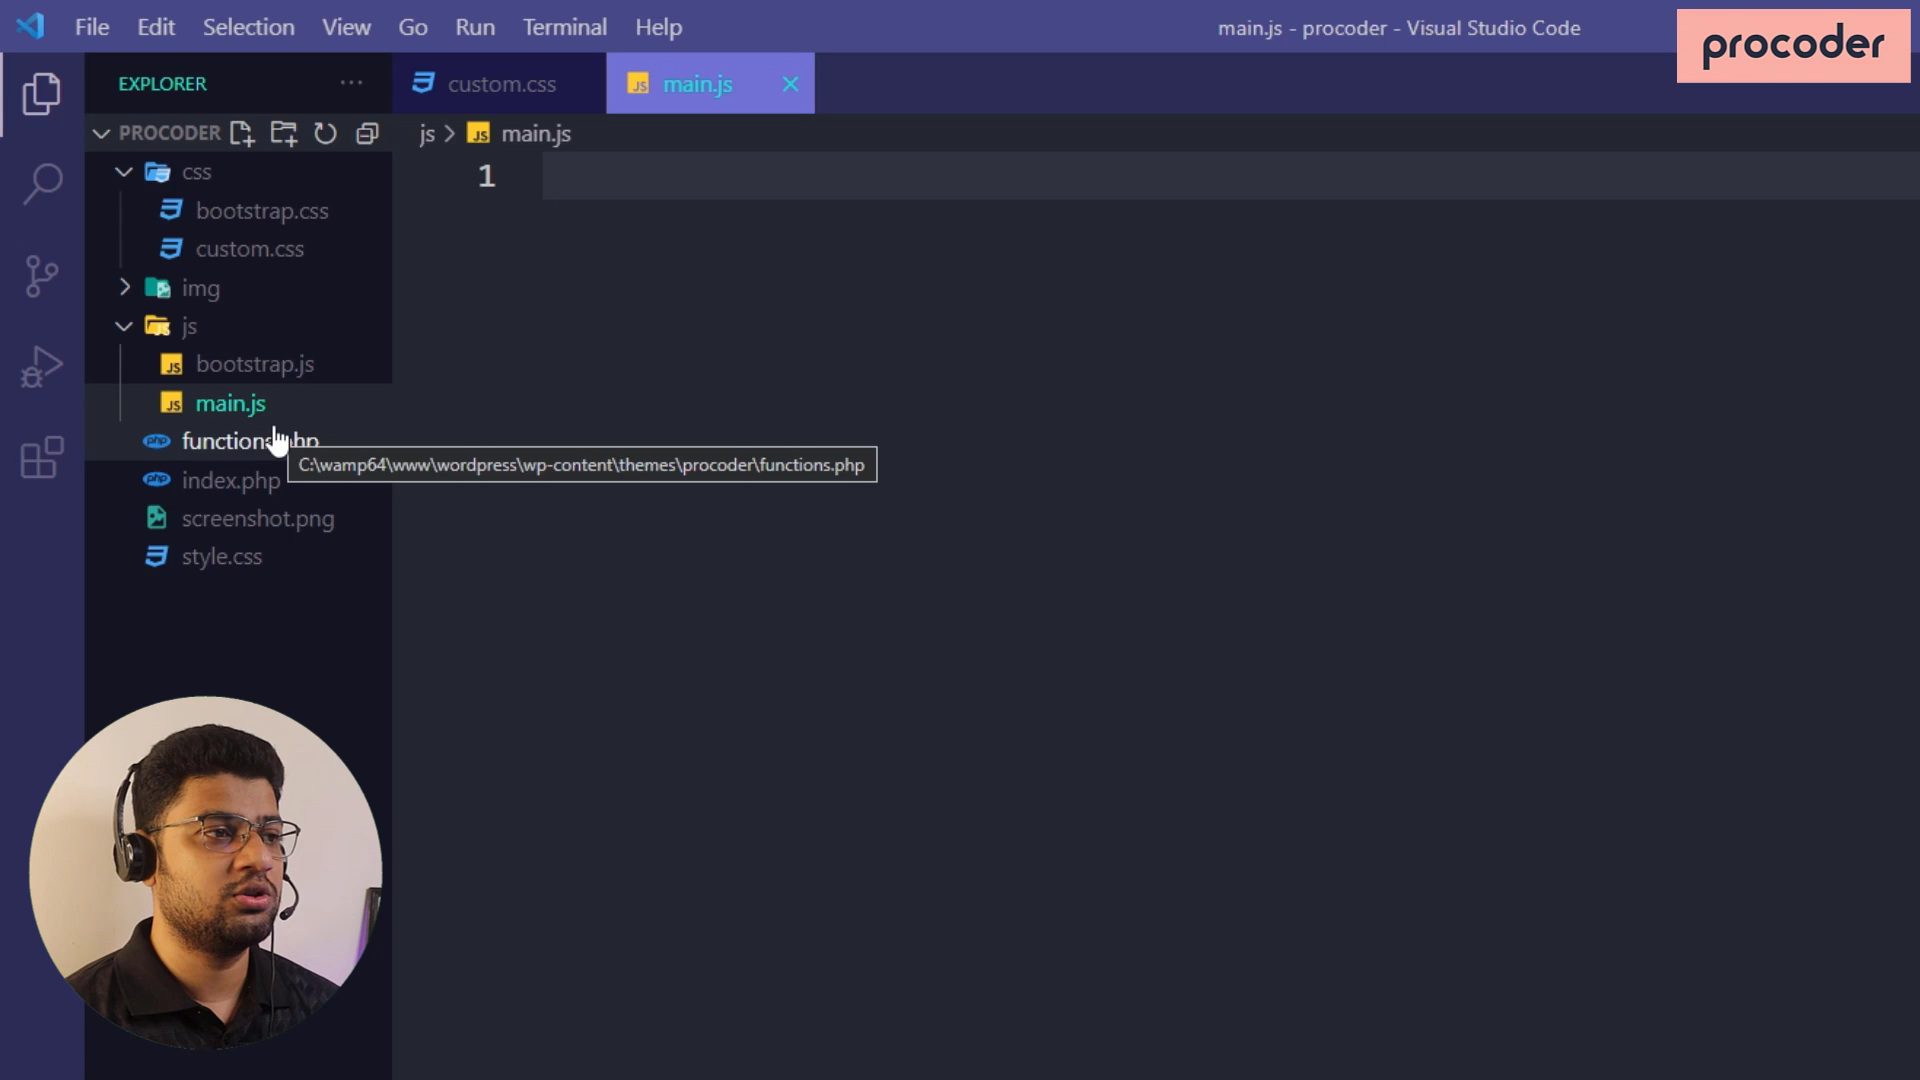 File Edit Selection View Go Run Terminal Help
main.js - procoder - Visual Studio Code
procoder
EXPLORER
custom.css
main.js
PROCODER
js > main.js
1
css
bootstrap.css
custom.css
img
js
bootstrap.js
main.js
functions.php
C:\wamp64\www\wordpress\wp-content\themes\procoder\functions.php
index.php
screenshot.png
style.css